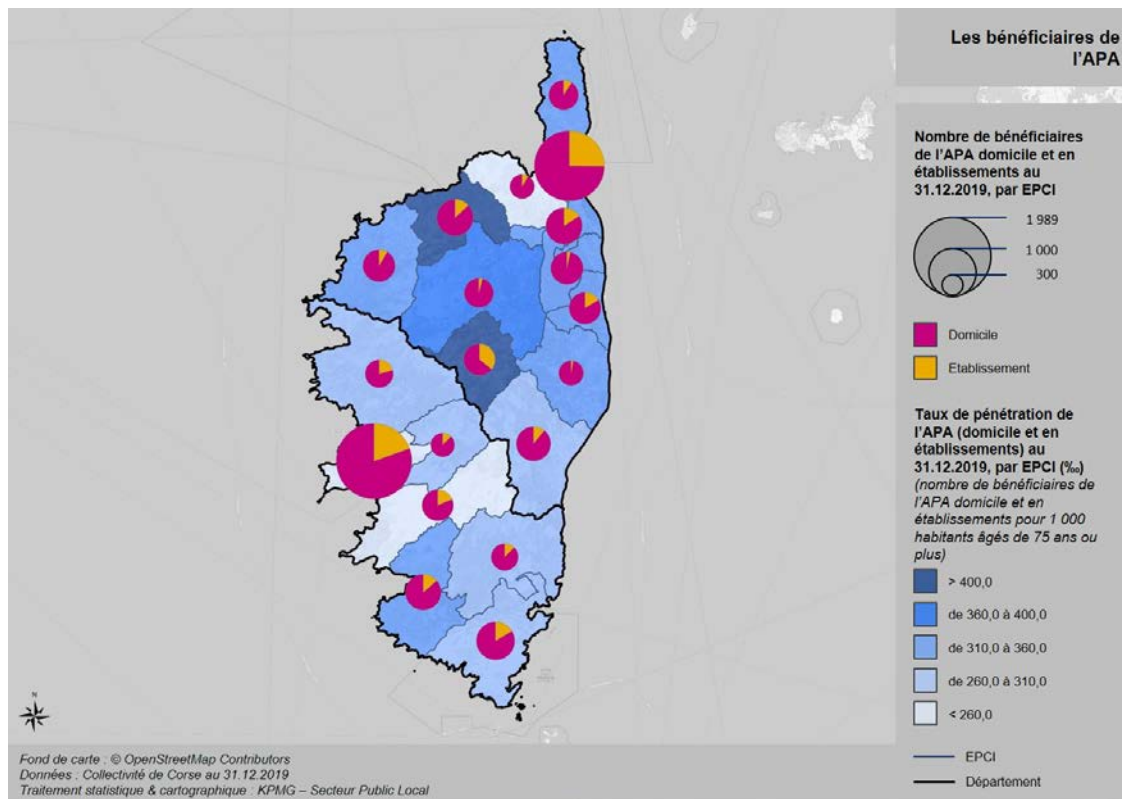 Les bénéficiaires de
l'APA
Nombre de bénéficiaires
de l'APA domicile et en
établissements au
31.12.2019, par EPCI
1 989
1 000
300
Domicile
Etablissement
Taux de pénétration de
l'APA (domicile et en
établissements) au
31.12.2019, par EPCI (‰)
(nombre de bénéficiaires de
l'APA domicile et en
établissements pour 1 000
habitants âgés de 75 ans ou
plus)
> 400,0
de 360,0 à 400,0
de 310,0 à 360,0
de 260,0 à 310,0
< 260,0
EPCI
Département
N
Fond de carte : © OpenStreetMap Contributors
Données : Collectivité de Corse au 31.12.2019
Traitement statistique & cartographique : KPMG – Secteur Public Local